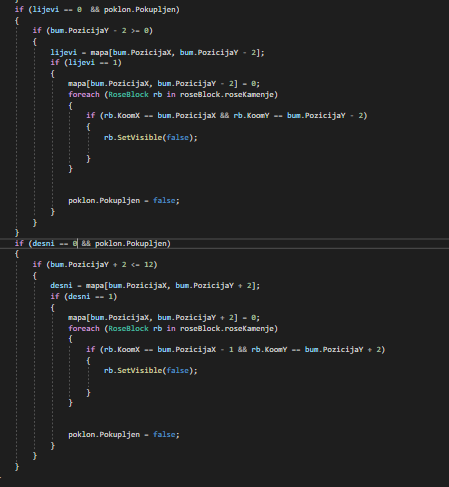 if (lijevi == 0 && poklon.Pokupljen)
{
if (bum.PozicijaY - 2 >= 0)
{
lijevi = mapa[bum.PozicijaX, bum.PozicijaY - 2];
if (lijevi == 1)
{
mapa[bum.PozicijaX, bum.PozicijaY - 2] = 0;
foreach (RoseBlock rb in roseBlock.roseKamenje)
{
if (rb.KoomX == bum.PozicijaX && rb.KoomY == bum.PozicijaY - 2)
{
rb.SetVisible(false);
}
}
poklon.Pokupljen = false;
}
}
}
if (desni == 0 && poklon.Pokupljen)
{
if (bum.PozicijaY + 2 <= 12)
{
desni = mapa[bum.PozicijaX, bum.PozicijaY + 2];
if (desni == 1)
{
mapa[bum.PozicijaX, bum.PozicijaY + 2] = 0;
foreach (RoseBlock rb in roseBlock.roseKamenje)
{
if (rb.KoomX == bum.PozicijaX - 1 && rb.KoomY == bum.PozicijaY + 2)
{
rb.SetVisible(false);
}
}
poklon.Pokupljen = false;
}
}
}